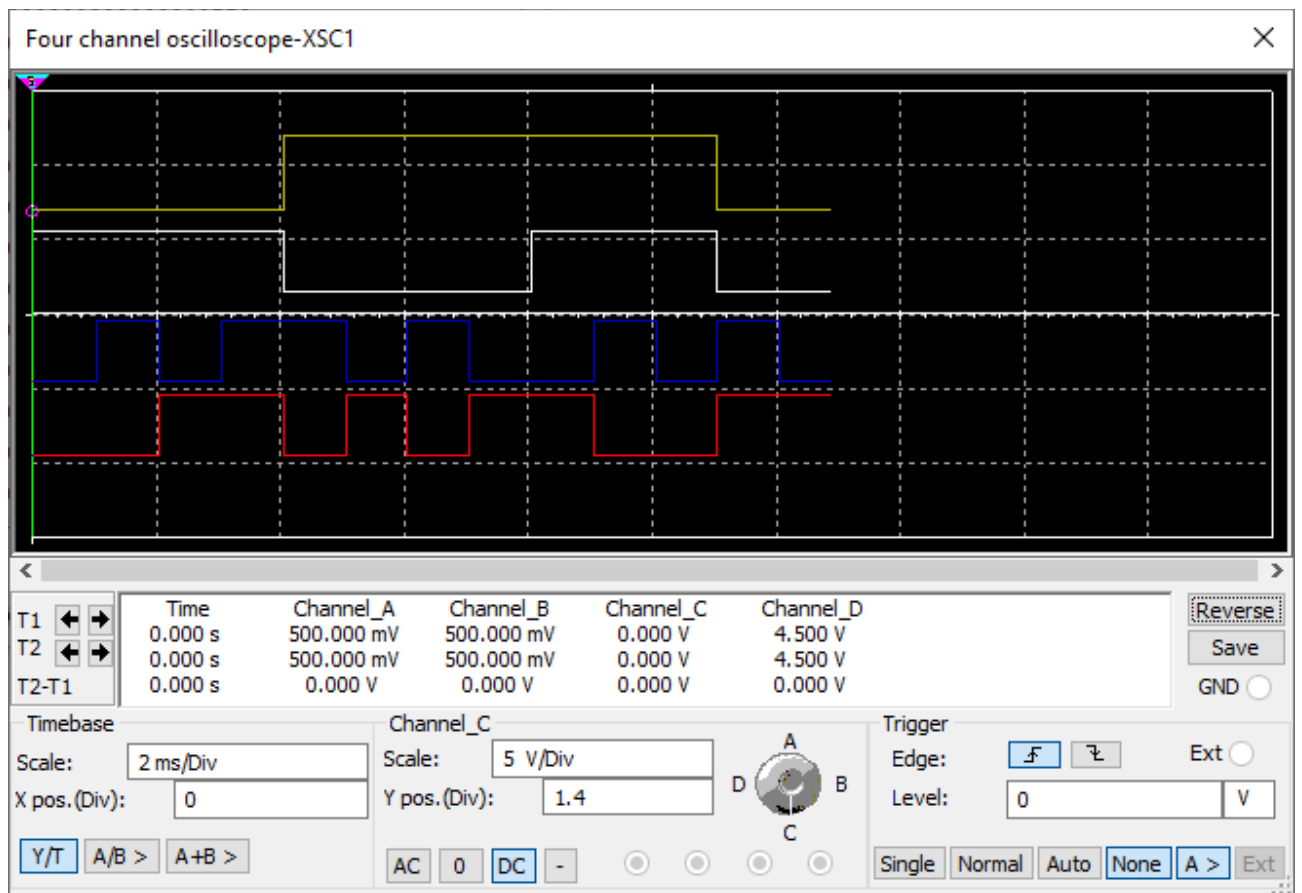 Four channel oscilloscope-XSC1
Time Channel_A Channel_B Channel_C Channel_D
T1 0.000 s 500.000 mV 500.000 mV 0.000 V 4.500 V
T2 0.000 s 500.000 mV 500.000 mV 0.000 V 4.500 V
T2-T1 0.000 s 0.000 V 0.000 V 0.000 V 0.000 V
Reverse
Save
GND
Timebase
Scale: 2 ms/Div
X pos.(Div): 0
Y/T A/B > A+B >
Channel_C
Scale: 5 V/Div
Y pos.(Div): 1.4
AC 0 DC -
A
D B
C
Trigger
Edge: Ext
Level: 0 V
Single Normal Auto None A > Ext